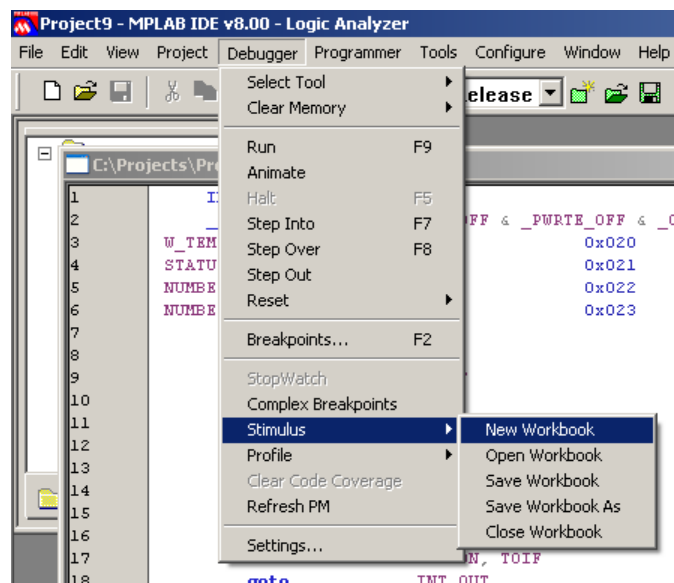 Project9 - MPLAB IDE v8.00 - Logic Analyzer
File Edit View Project Debugger Programmer Tools Configure Window Help
elease
C:\Projects\Pr
Select Tool
Clear Memory
Run F9
Animate
Halt F5
Step Into F7
Step Over F8
Step Out
Reset
Breakpoints... F2
StopWatch
Complex Breakpoints
Stimulus
Profile
Clear Code Coverage
Refresh PM
Settings...
New Workbook
Open Workbook
Save Workbook
Save Workbook As
Close Workbook
1
2 _ FF & _PWRTE_OFF & _
3 W_TEM 0x020
4 STATU 0x021
5 NUMBE 0x022
6 NUMBE 0x023
7
8
9
10
11
12
13
14
15
16
17 N, TOIF
18 goto INT_OUT